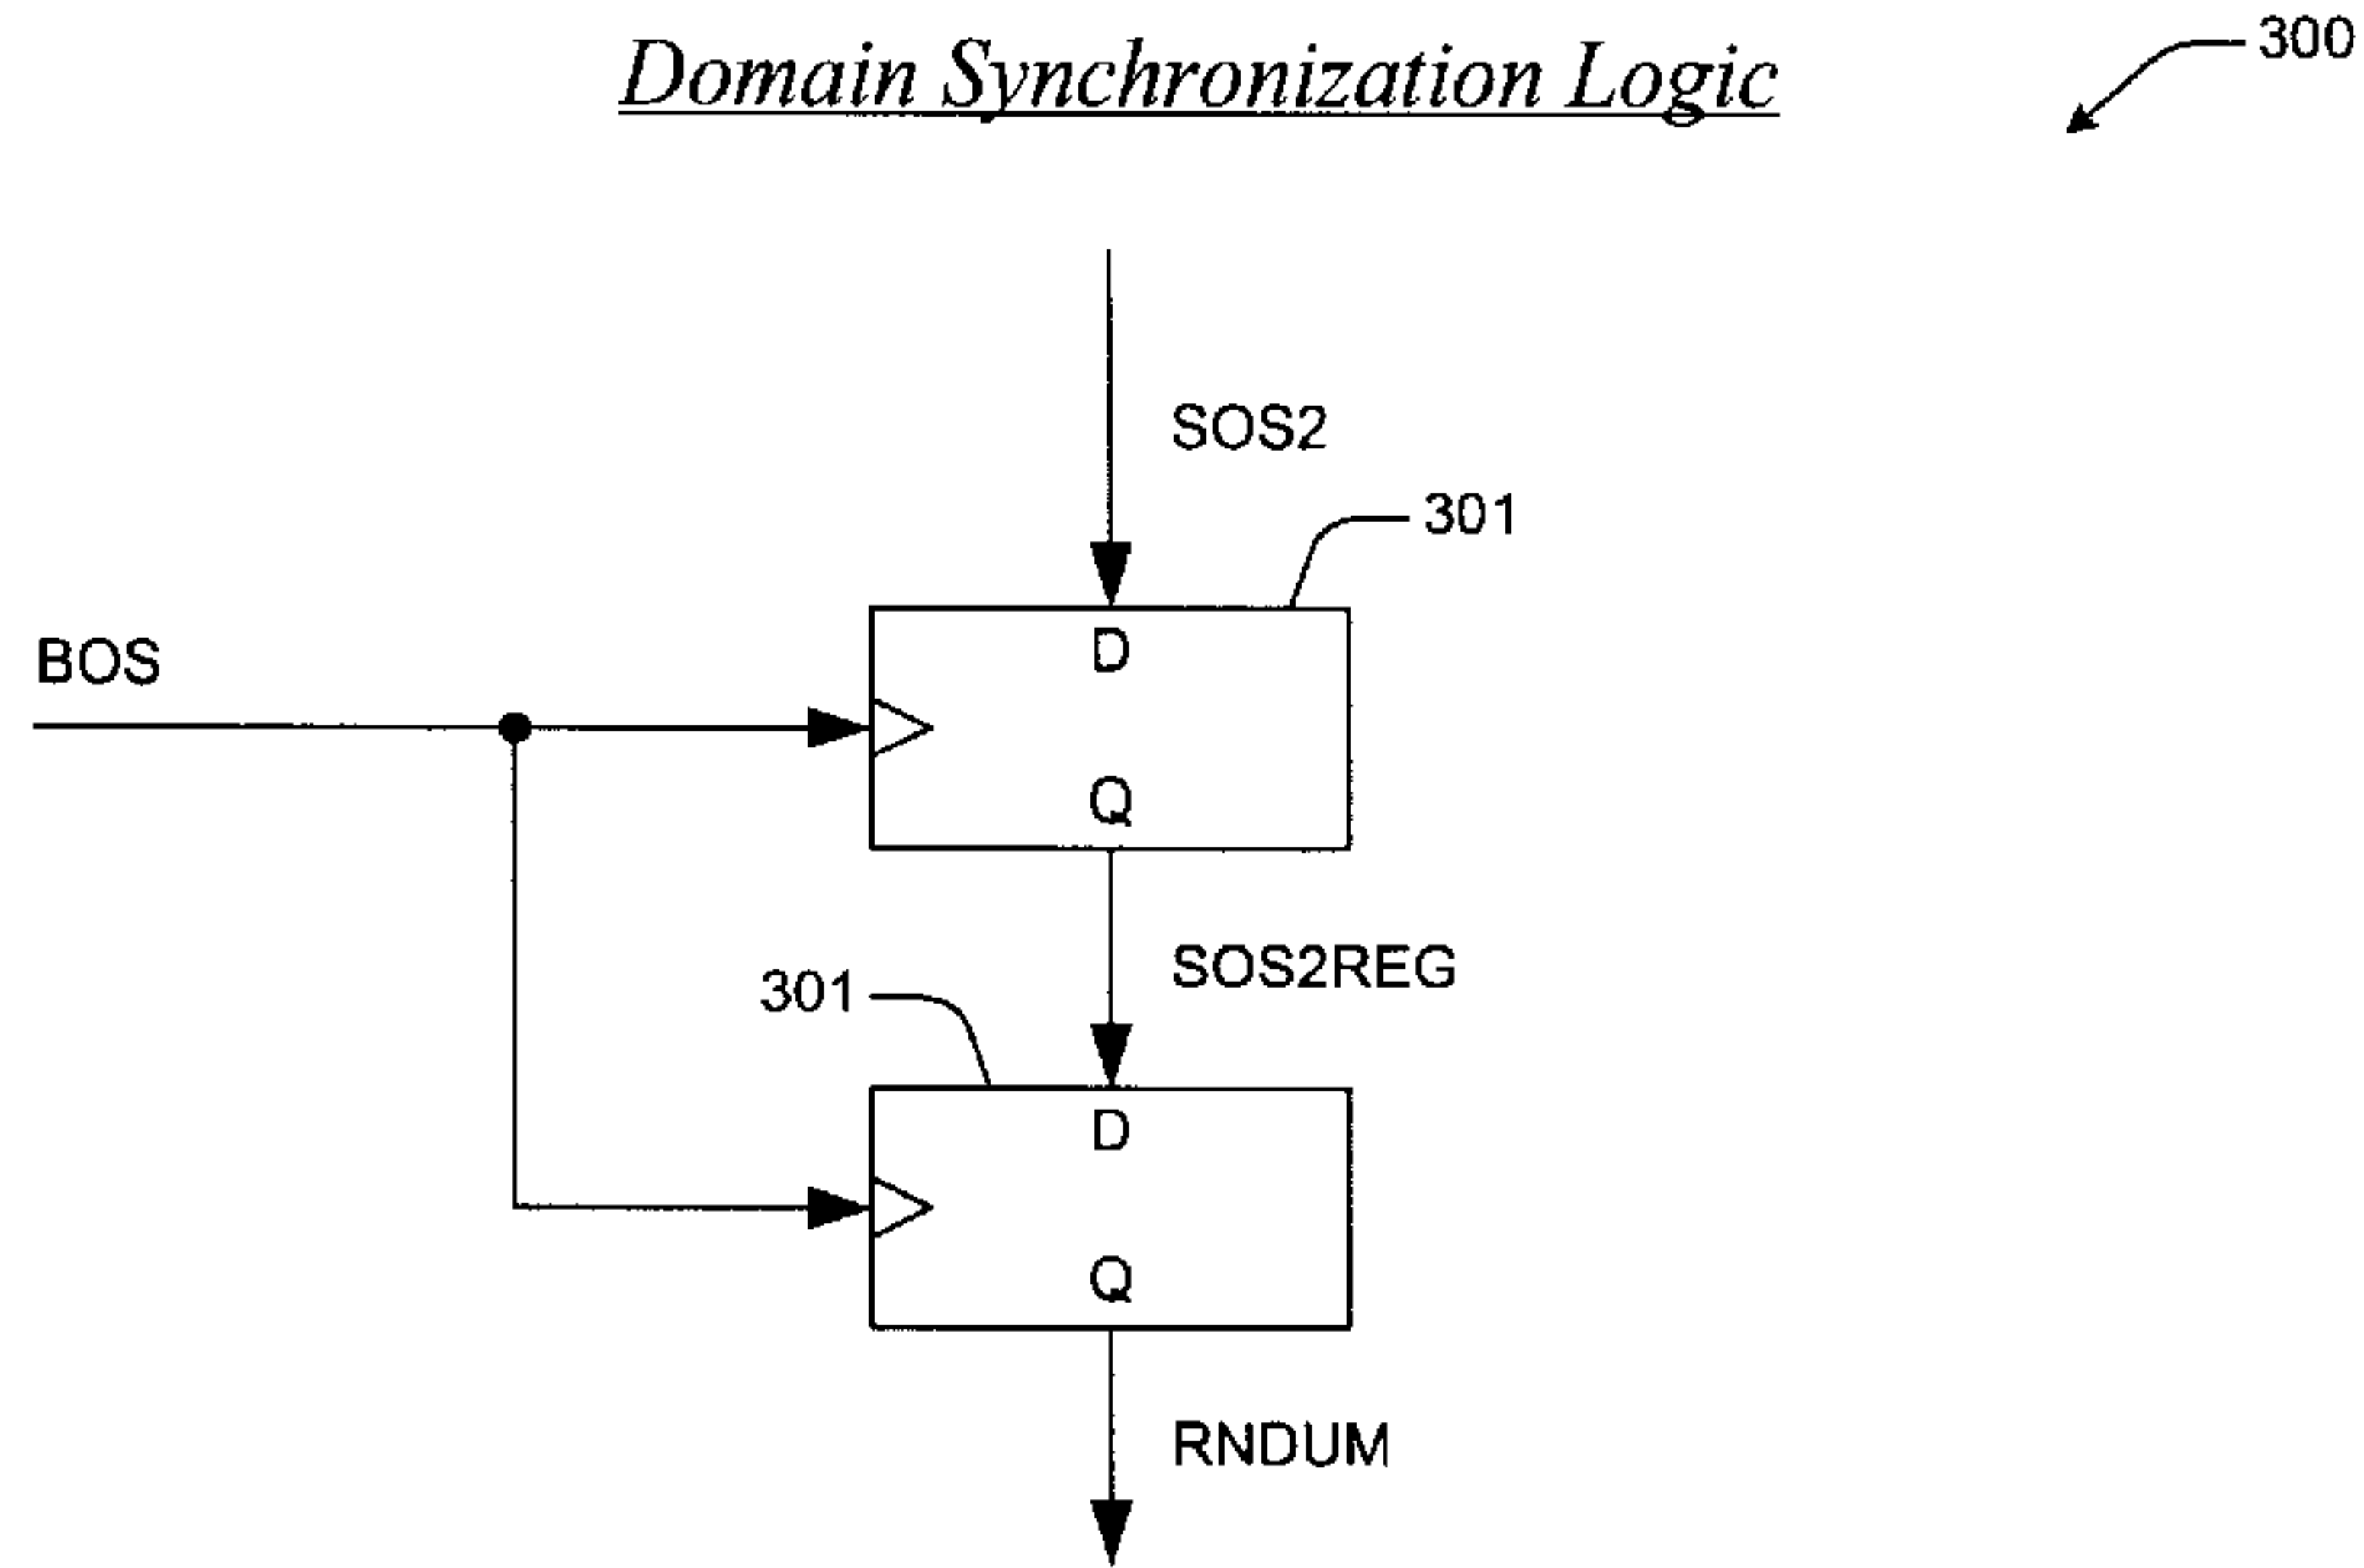 Domain Synchronization Logic
300
SOS2
301
BOS
D
Q
SOS2REG
301
D
Q
RNDUM